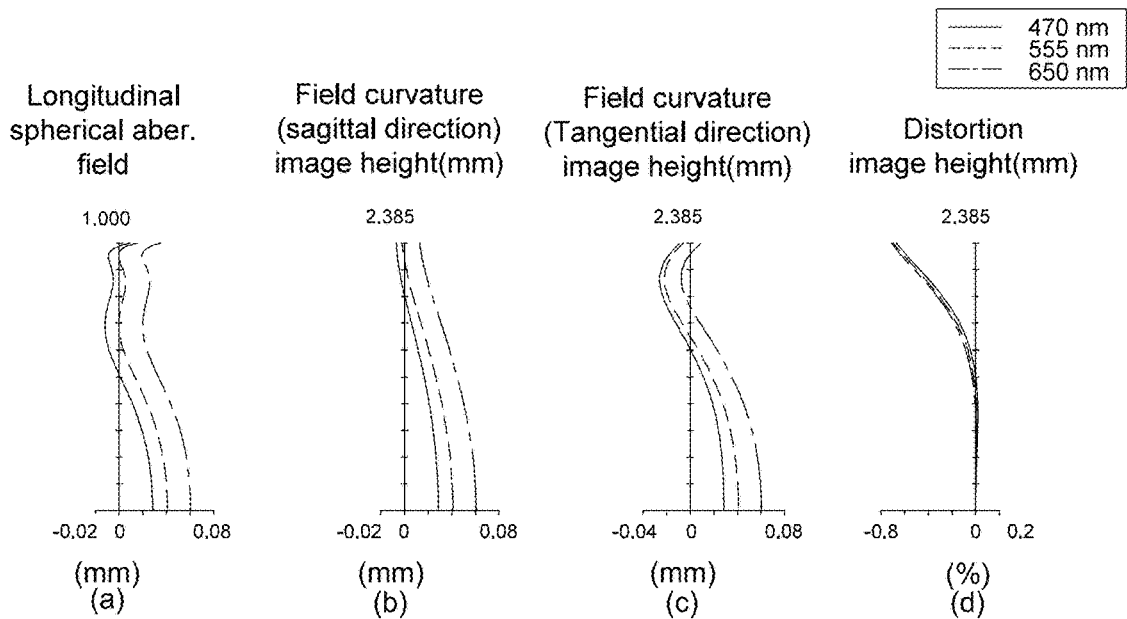 470 nm
555 nm
650 nm
Longitudinal
spherical aber.
field
1.000
-0.02 0 0.08
(mm)
(a)
Field curvature
(sagittal direction)
image height(mm)
2.385
-0.02 0 0.08
(mm)
(b)
Field curvature
(Tangential direction)
image height(mm)
2.385
-0.04 0 0.08
(mm)
(c)
Distortion
image height(mm)
2.385
-0.8 0 0.2
(%)
(d)